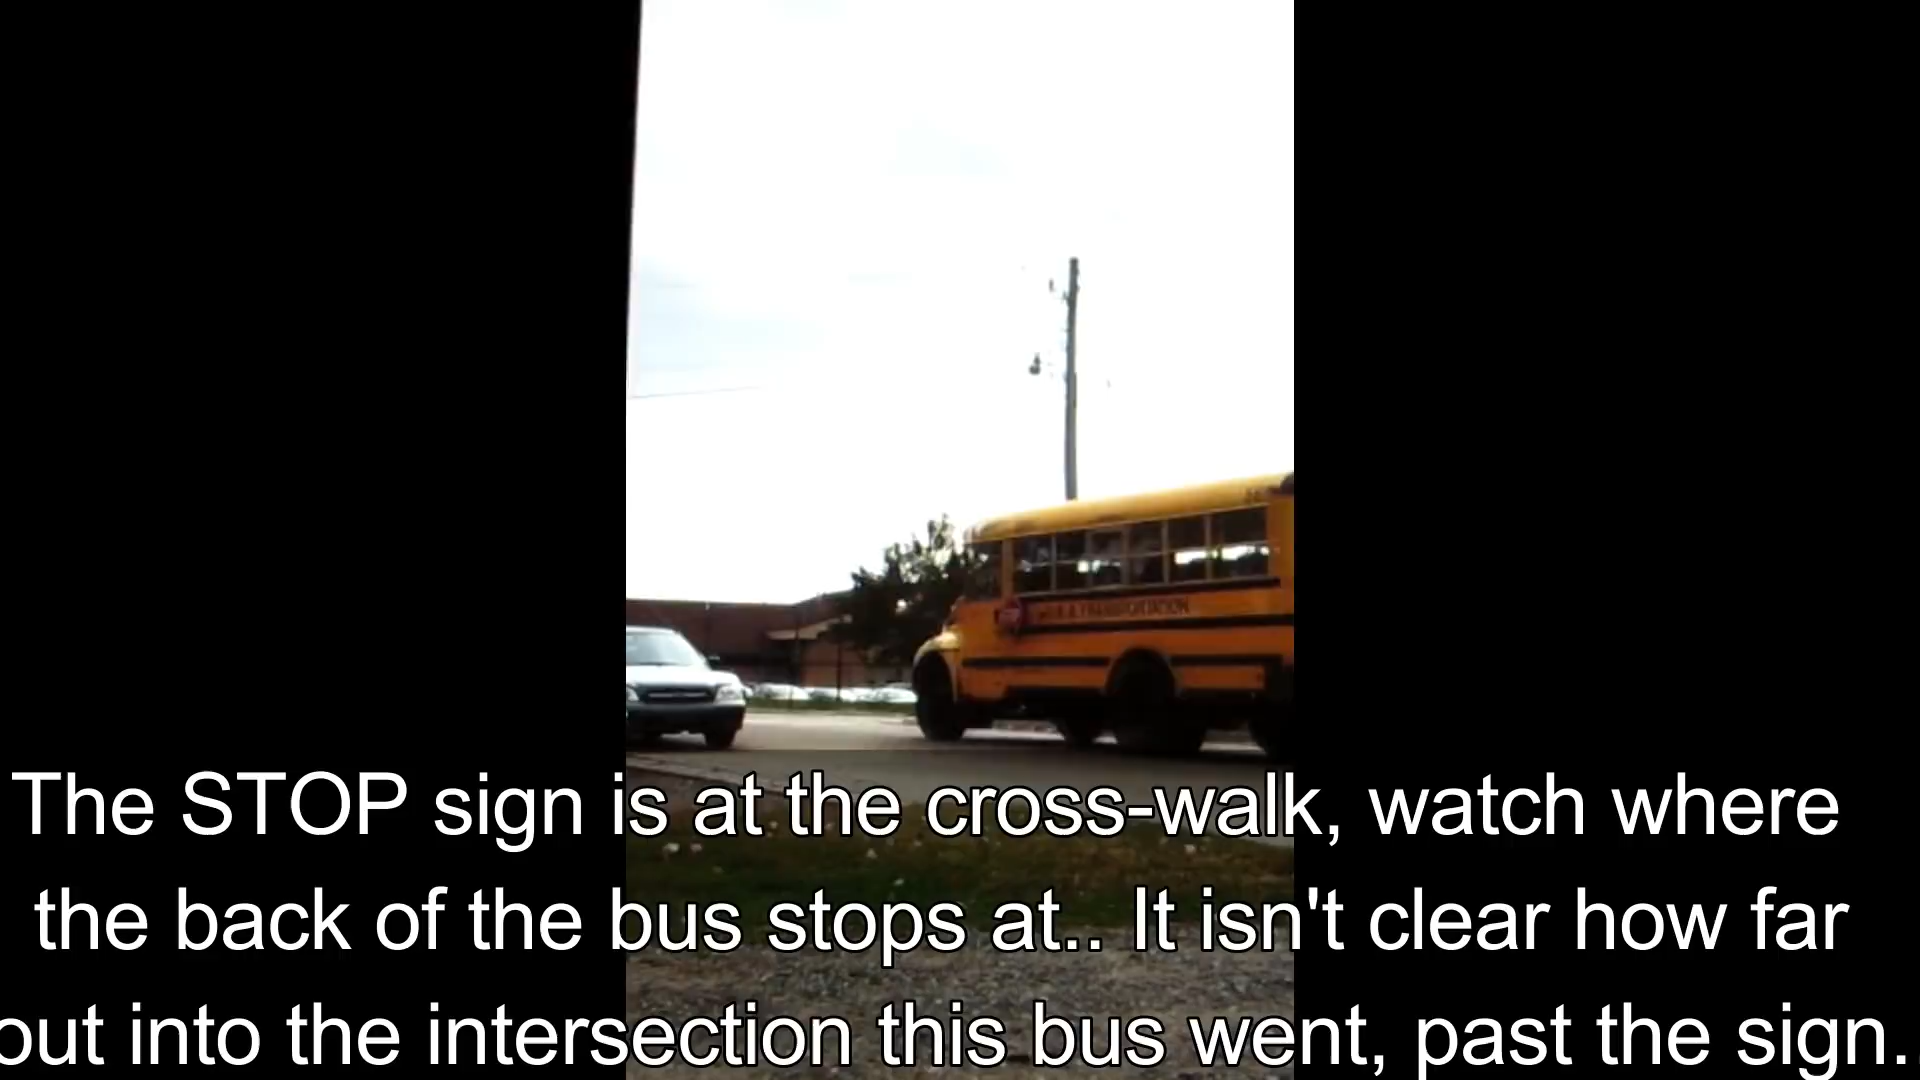 TRANSPORTATION
The STOP sign is at the cross-walk, watch where
the back of the bus stops at.. It isn't clear how far
out into the intersection this bus went, past the sign.